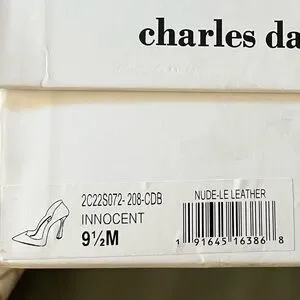 charles da
2C22S072-208-CDB
NUDE-LE LEATHER
INNOCENT
9½M
1 91645 16386 8